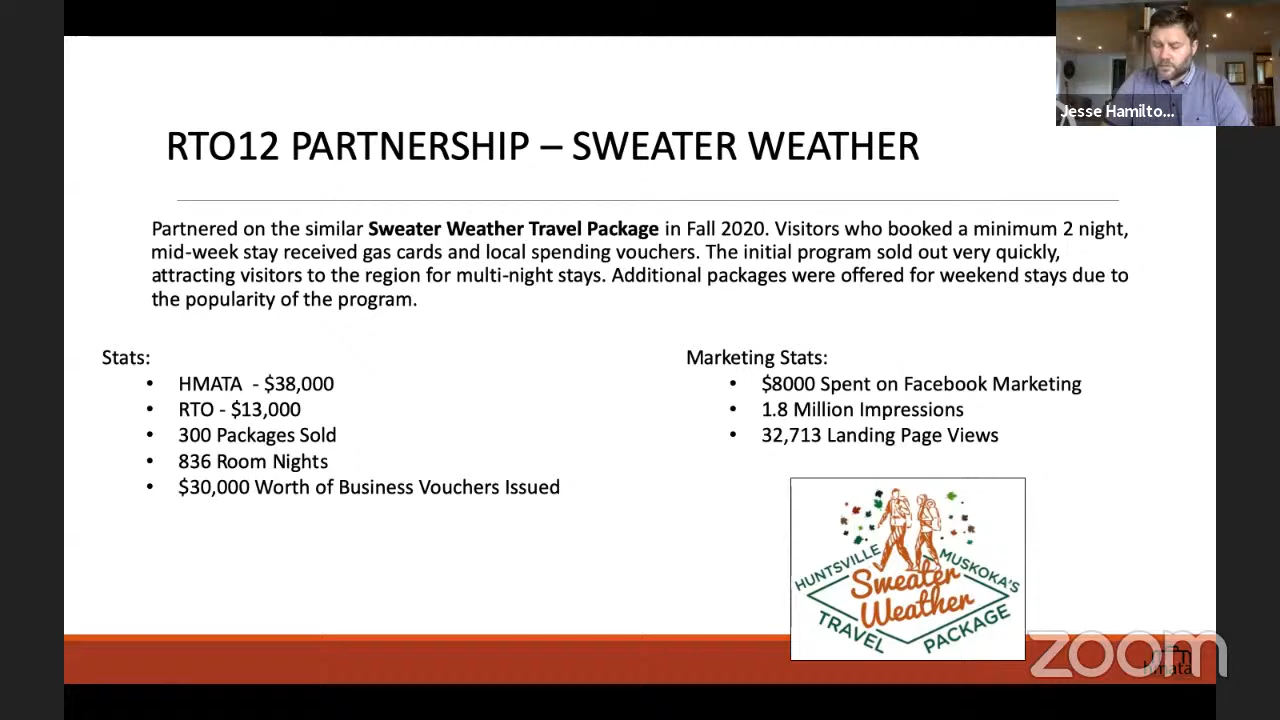 Jesse Hamilto...
RTO12 PARTNERSHIP – SWEATER WEATHER
Partnered on the similar Sweater Weather Travel Package in Fall 2020. Visitors who booked a minimum 2 night,
mid-week stay received gas cards and local spending vouchers. The initial program sold out very quickly,
attracting visitors to the region for multi-night stays. Additional packages were offered for weekend stays due to
the popularity of the program.
Stats:
• HMATA - $38,000
• RTO - $13,000
• 300 Packages Sold
• 836 Room Nights
• $30,000 Worth of Business Vouchers Issued
Marketing Stats:
• $8000 Spent on Facebook Marketing
• 1.8 Million Impressions
• 32,713 Landing Page Views
HUNTSVILLE MUSKOKA'S
Sweater
Weather
TRAVEL PACKAGE
zoom
hmata